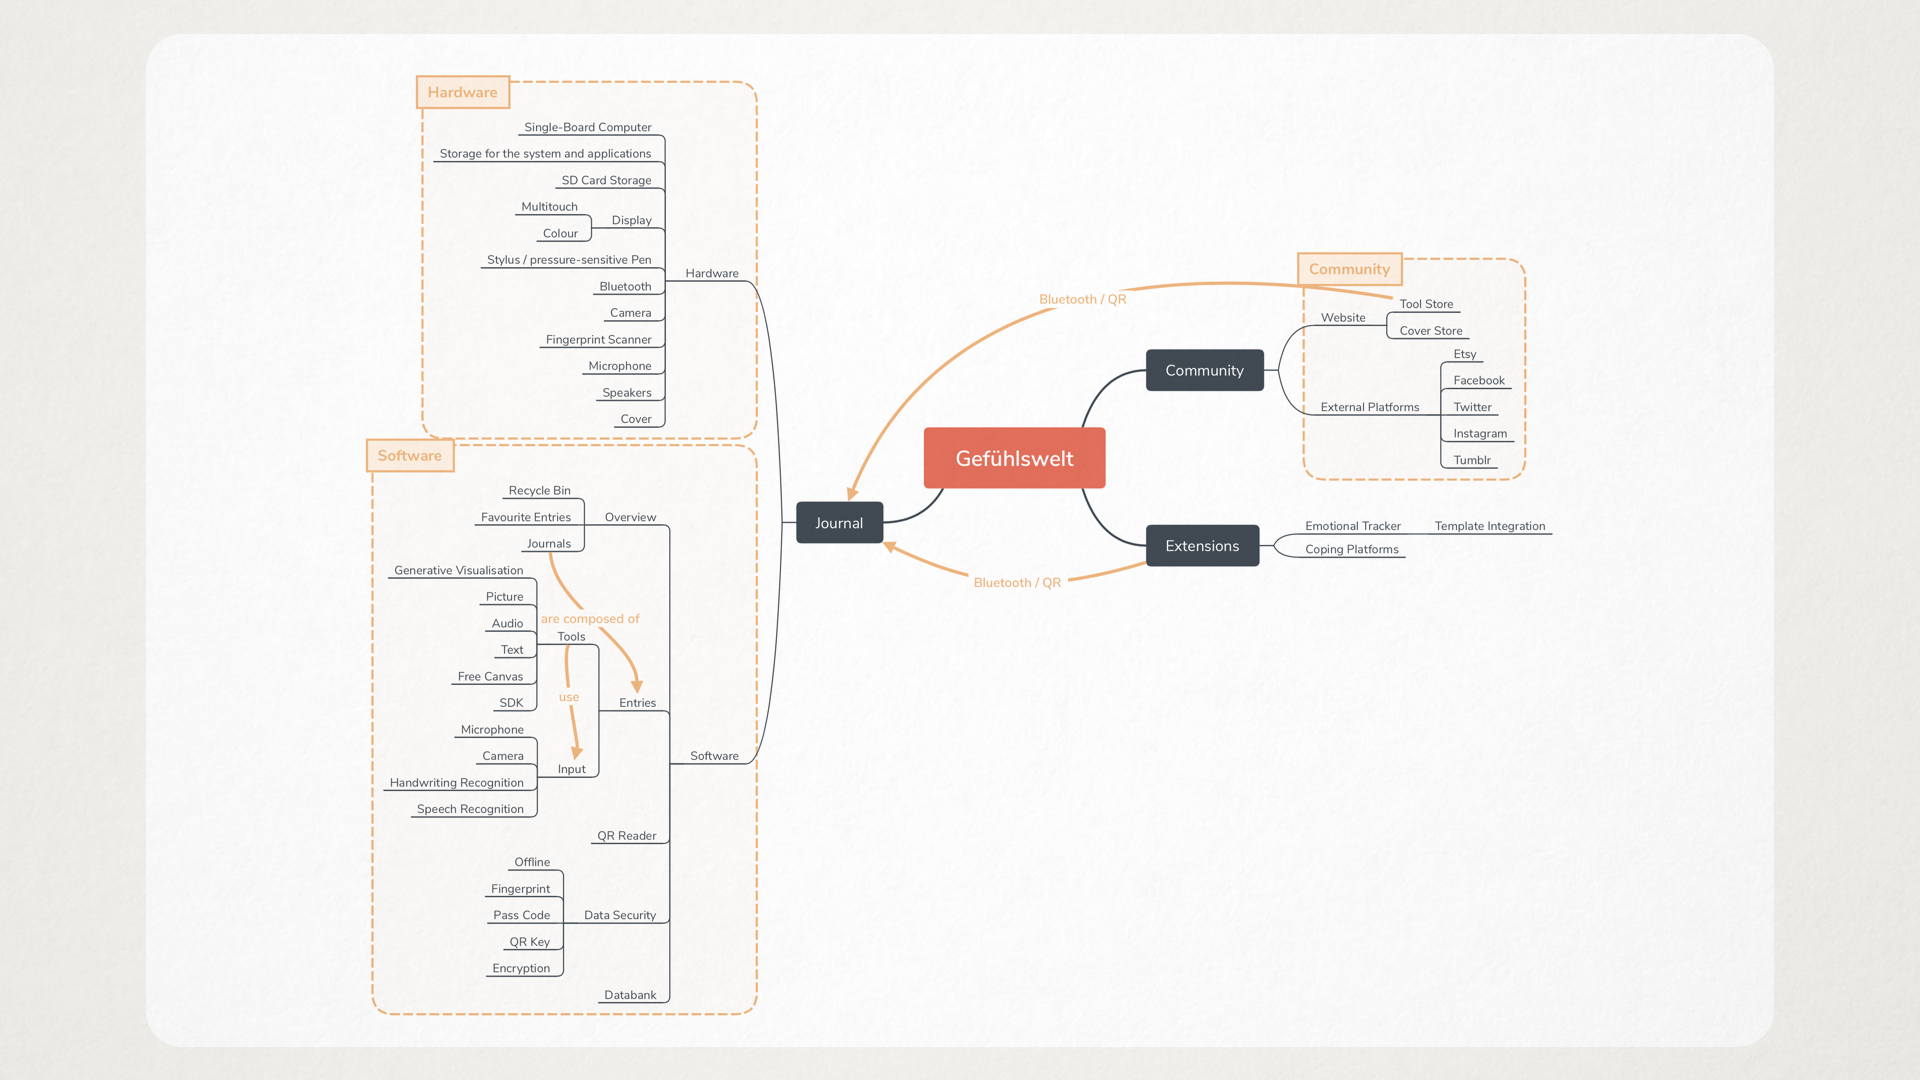 Hardware
Single-Board Computer
Storage for the system and applications
SD Card Storage
Multitouch
Display
Colour
Stylus / pressure-sensitive Pen
Hardware
Bluetooth
Camera
Fingerprint Scanner
Microphone
Speakers
Cover
Software
Recycle Bin
Favourite Entries
Overview
Journals
Generative Visualisation
Picture
are composed of
Audio
Tools
Text
Free Canvas
use
SDK
Entries
Microphone
Camera
Software
Input
Handwriting Recognition
Speech Recognition
QR Reader
Offline
Fingerprint
Pass Code
Data Security
QR Key
Encryption
Databank
Journal
Gefühlswelt
Bluetooth / QR
Bluetooth / QR
Community
Community
Website
Tool Store
Cover Store
External Platforms
Etsy
Facebook
Twitter
Instagram
Tumblr
Extensions
Emotional Tracker
Template Integration
Coping Platforms